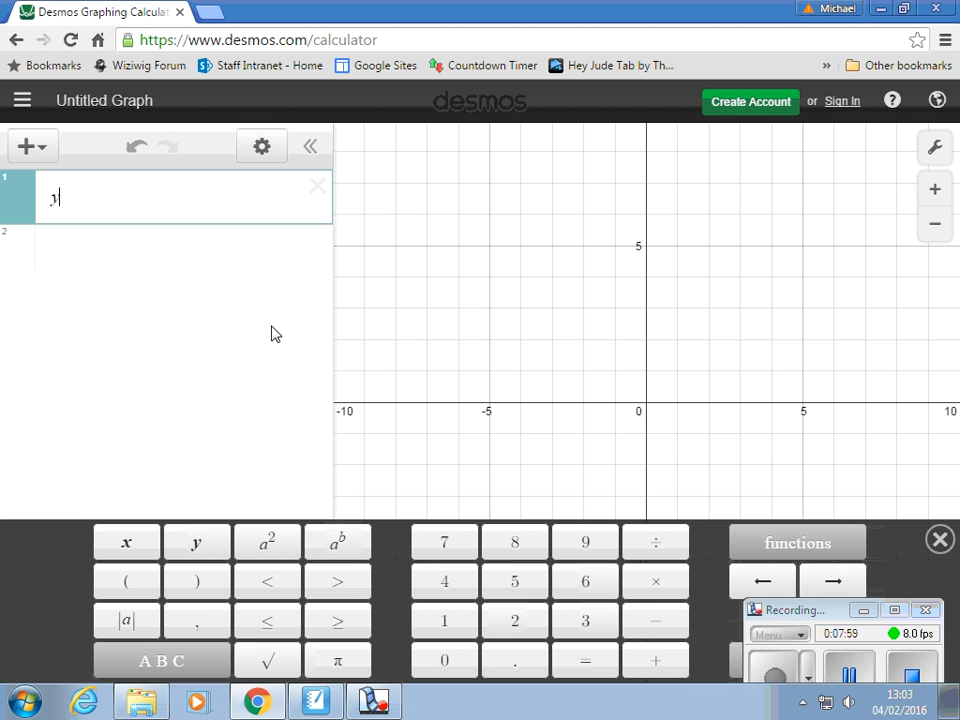 Desmos Graphing Calculat
Michael
https://www.desmos.com/calculator
Bookmarks
Wiziwig Forum
Staff Intranet - Home
Google Sites
Countdown Timer
Hey Jude Tab by Th...
»
Other bookmarks
Untitled Graph
desmos
Create Account
or
Sign In
?
+
«
1
y
2
+
−
5
-10
-5
0
5
10
x
y
a²
aᵇ
7
8
9
÷
functions
(
)
<
>
4
5
6
×
←
→
|a|
,
≤
≥
1
2
3
−
A B C
√
π
0
.
=
+
Recording...
Menu
0:07:59
8.0 fps
13:03
04/02/2016